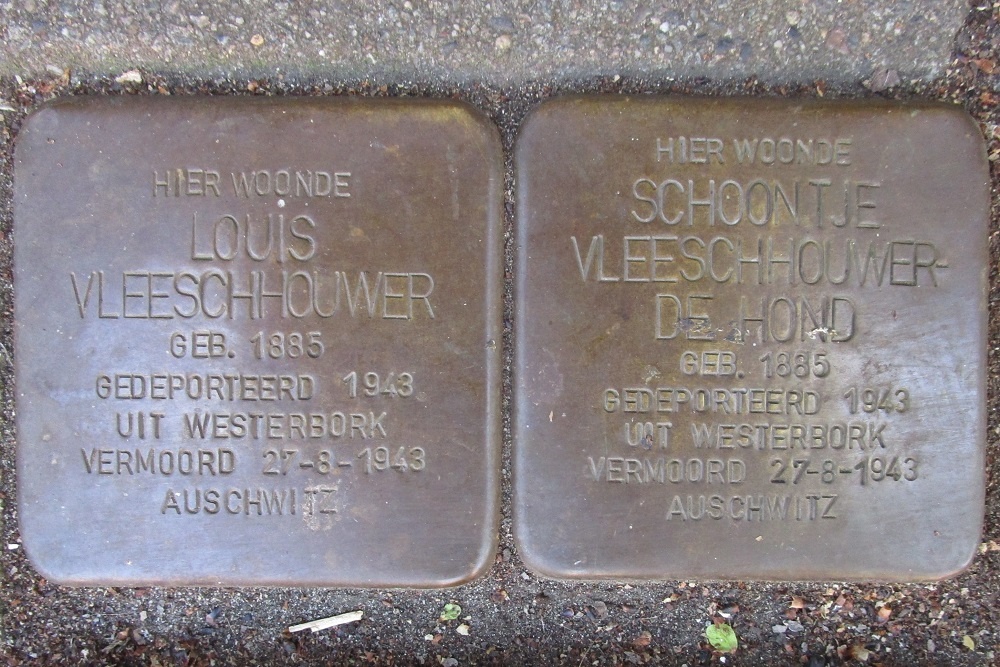 HIER WOONDE
LOUIS
VLEESCHHOUWER
GEB. 1885
GEDEPORTEERD 1943
UIT WESTERBORK
VERMOORD 27-8-1943
AUSCHWITZ
HIER WOONDE
SCHOONTJE
VLEESCHHOUWER-
DE HOND
GEB. 1885
GEDEPORTEERD 1943
UIT WESTERBORK
VERMOORD 27-8-1943
AUSCHWITZ